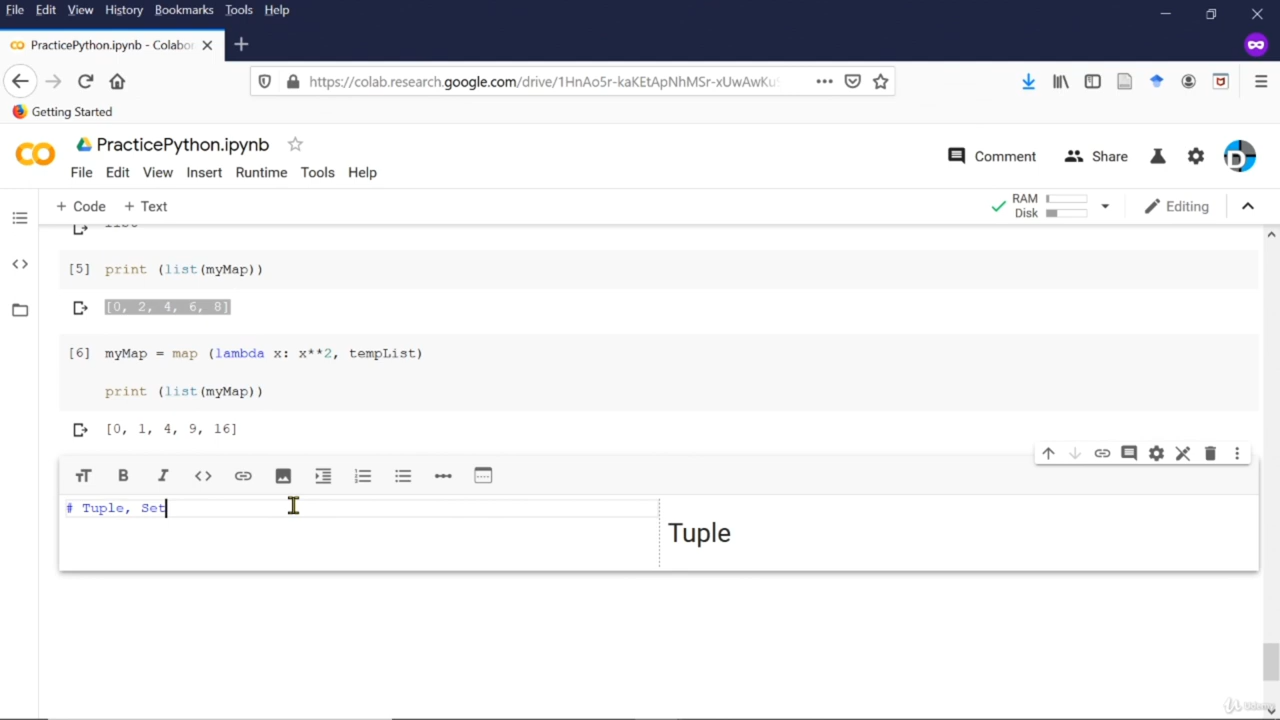 File Edit View History Bookmarks Tools Help
PracticePython.ipynb - Colabor
https://colab.research.google.com/drive/1HnAo5r-kaKEtApNhMSr-xUwAwKu
Getting Started
PracticePython.ipynb
File Edit View Insert Runtime Tools Help
Comment Share
+ Code + Text
RAM
Disk
Editing
[5] print (list(myMap))
[0, 2, 4, 6, 8]
[6] myMap = map (lambda x: x**2, tempList)
print (list(myMap))
[0, 1, 4, 9, 16]
# Tuple, Set
Tuple